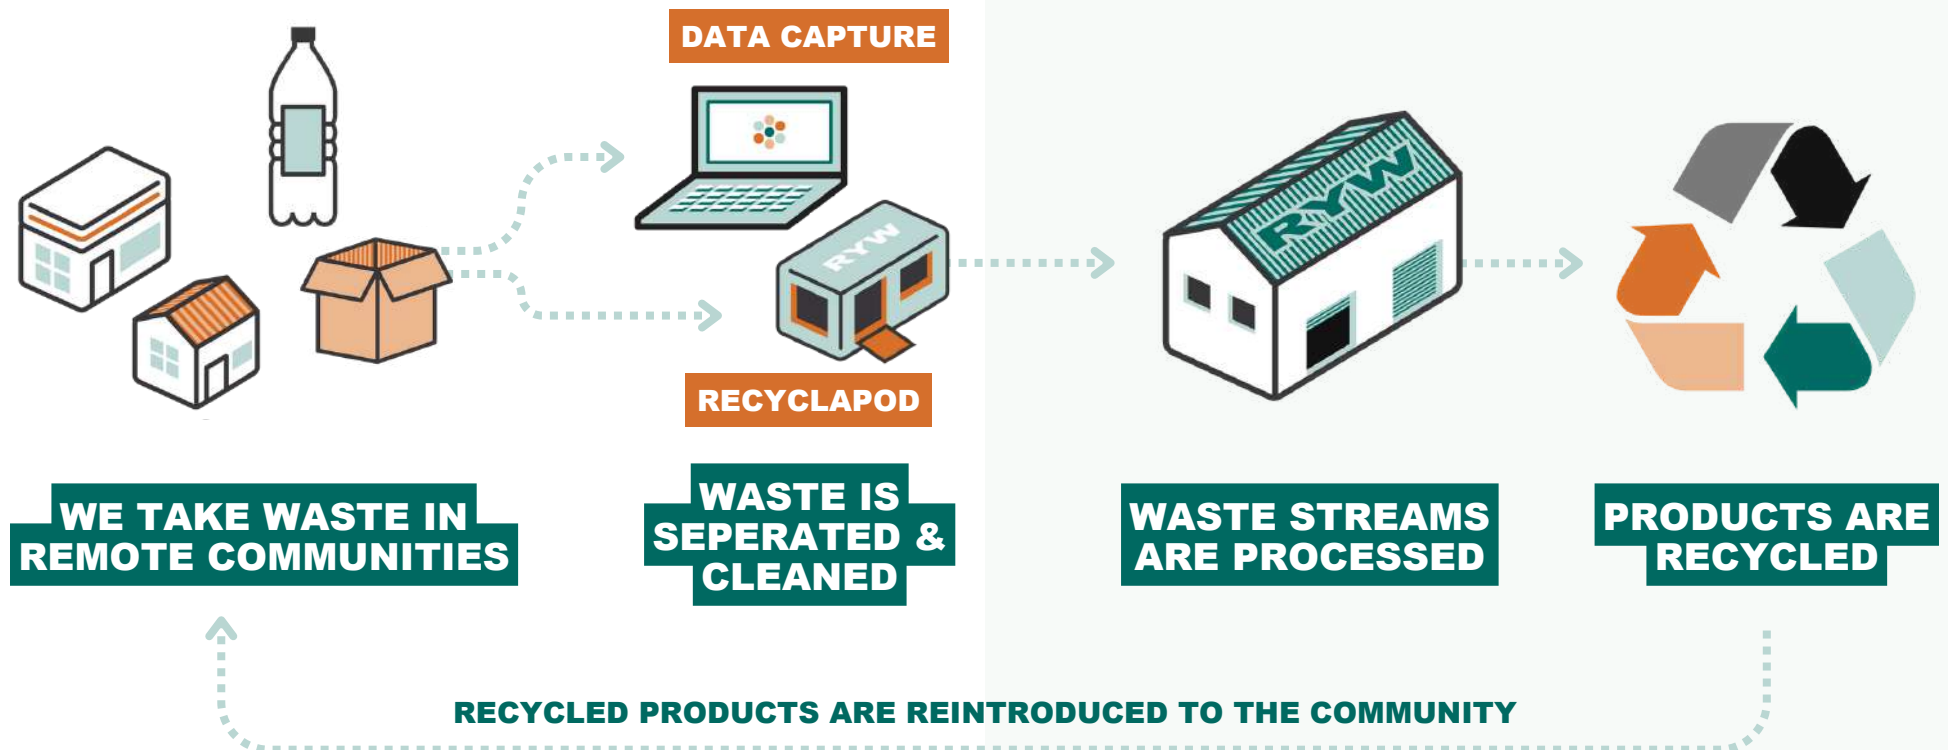 DATA CAPTURE
RYW
RECYCLAPOD
RYW
WE TAKE WASTE IN
REMOTE COMMUNITIES
WASTE IS
SEPERATED &
CLEANED
WASTE STREAMS
ARE PROCESSED
PRODUCTS ARE
RECYCLED
RECYCLED PRODUCTS ARE REINTRODUCED TO THE COMMUNITY